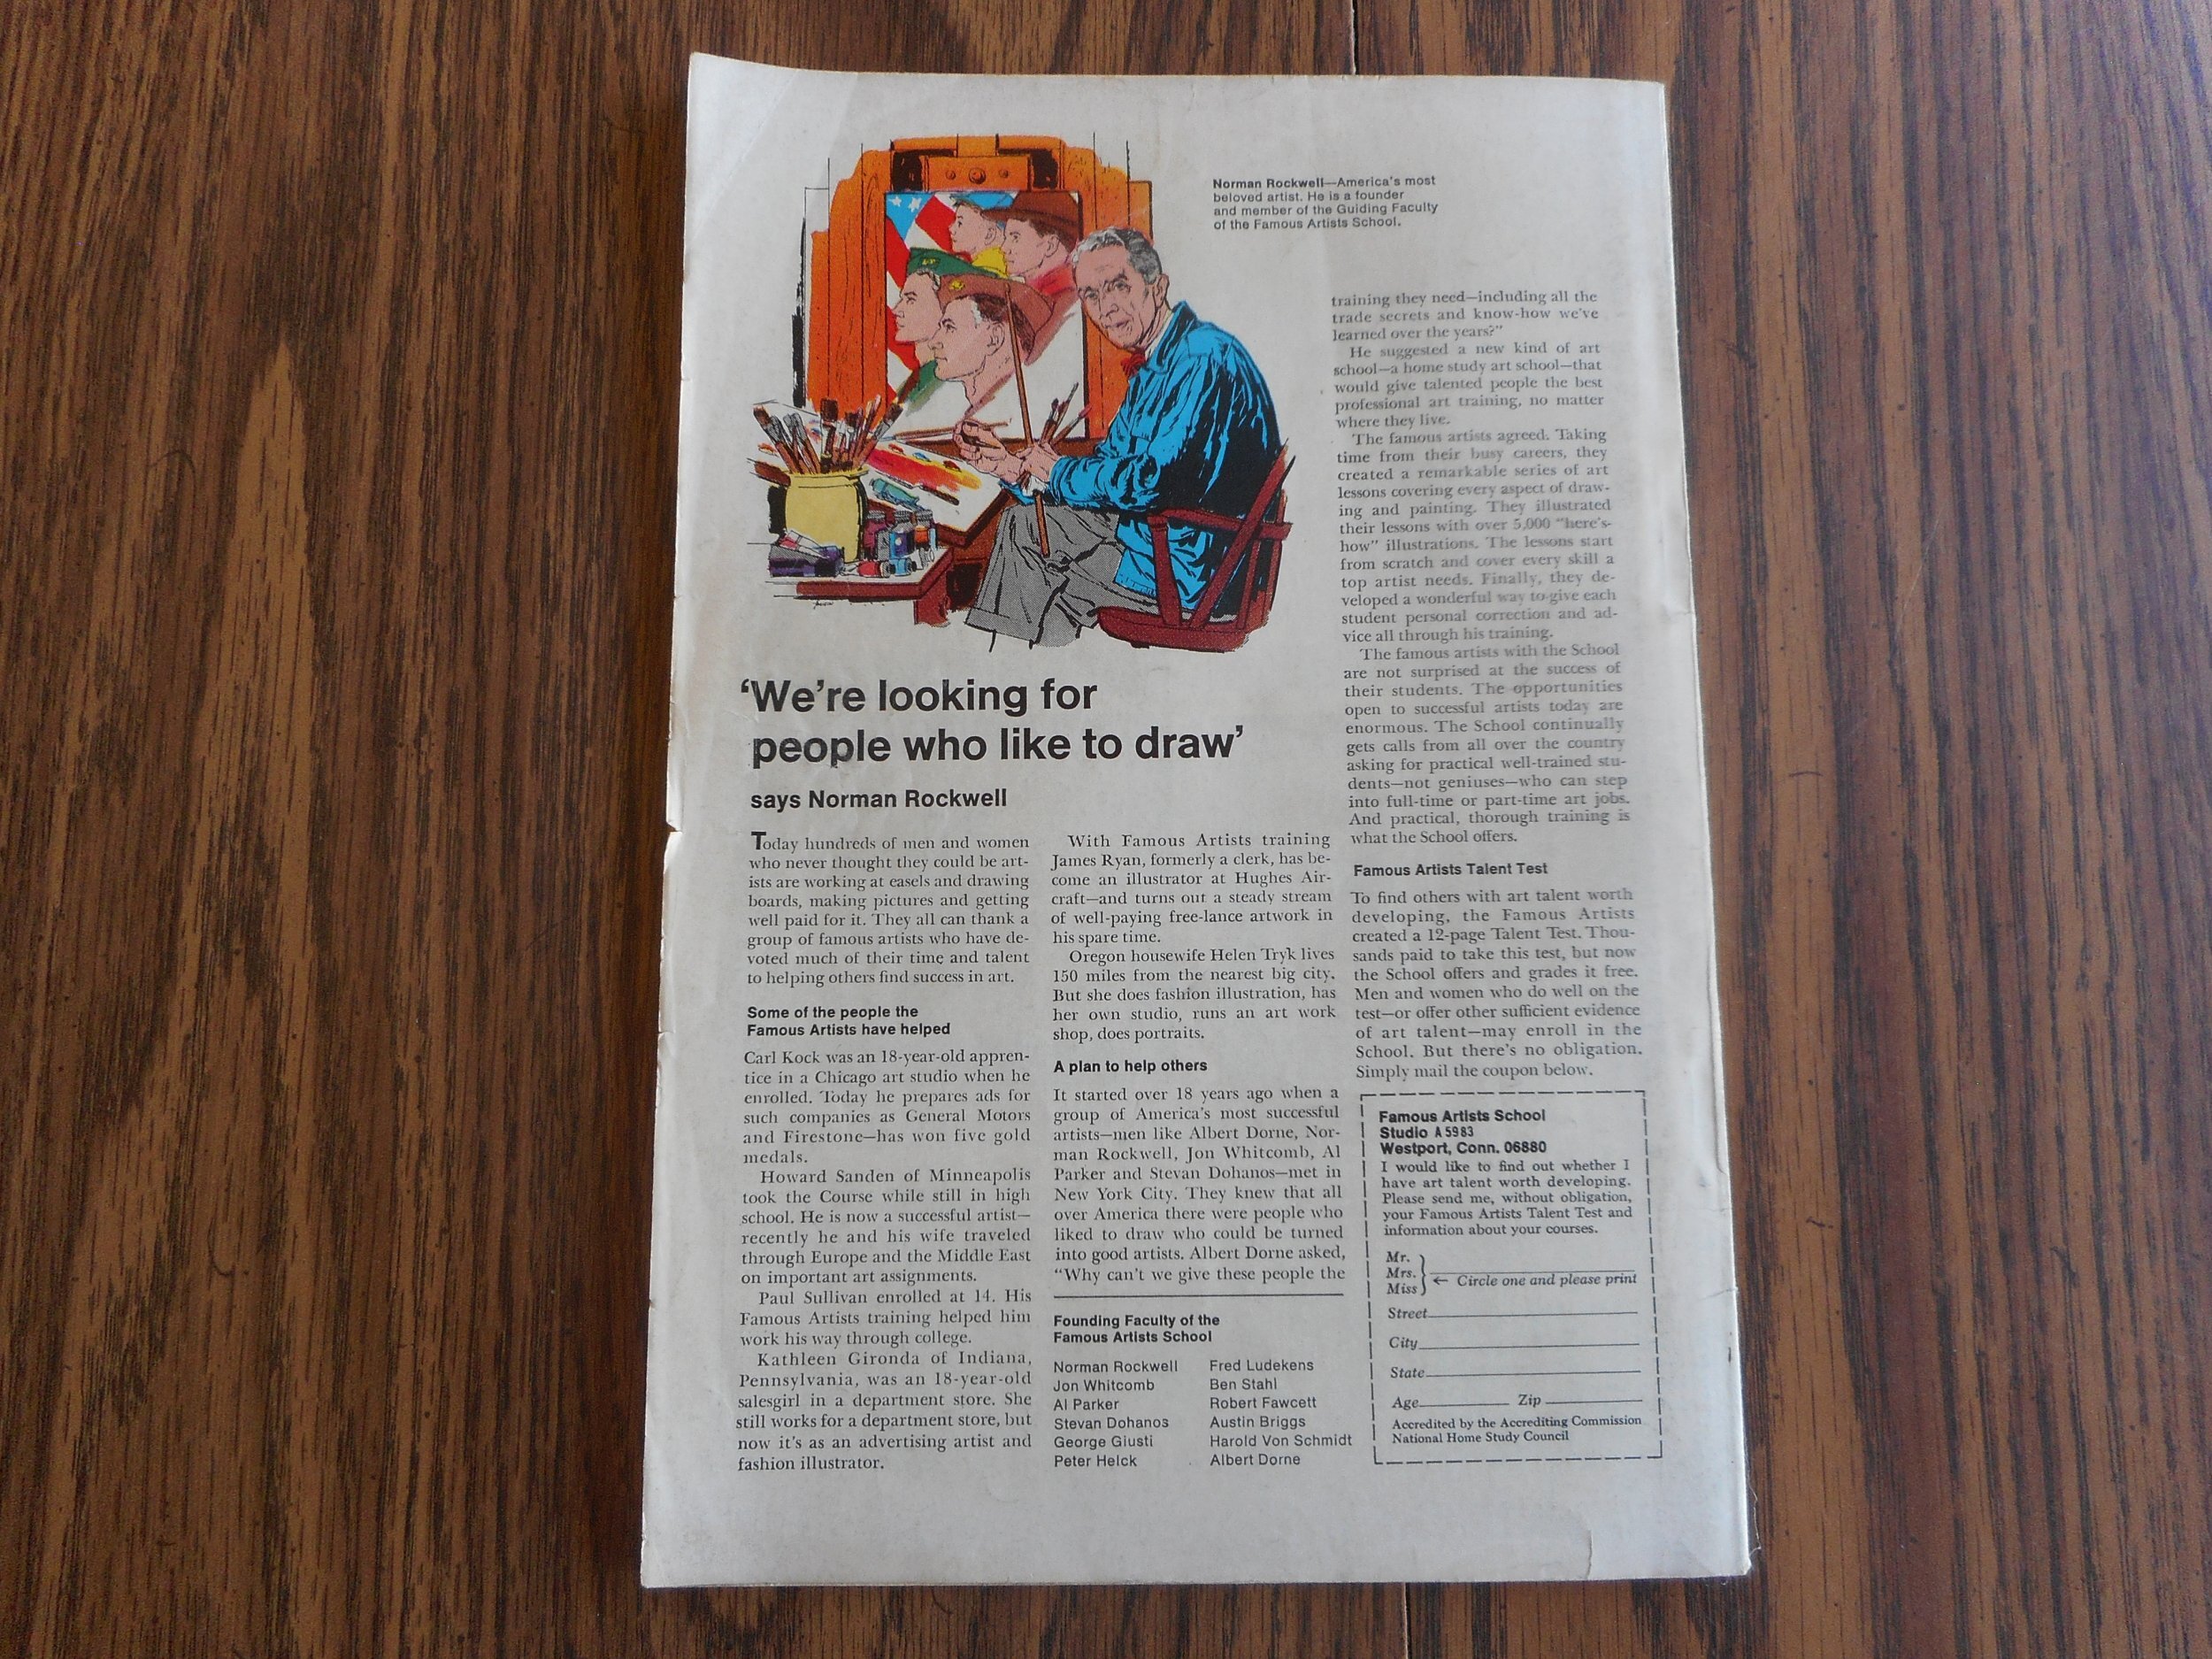 Norman Rockwell—America's most
beloved artist. He is a founder
and member of the Guiding Faculty
of the Famous Artists School.
'We're looking for
people who like to draw'
says Norman Rockwell
Today hundreds of men and women
who never thought they could be art-
ists are working at easels and drawing
boards, making pictures and getting
well paid for it. They all can thank a
group of famous artists who have de-
voted much of their time and talent
to helping others find success in art.
Some of the people the
Famous Artists have helped
Carl Kock was an 18-year-old appren-
tice in a Chicago art studio when he
enrolled. Today he prepares ads for
such companies as General Motors
and Firestone—has won five gold
medals.
Howard Sanden of Minneapolis
took the Course while still in high
school. He is now a successful artist—
recently he and his wife traveled
through Europe and the Middle East
on important art assignments.
Paul Sullivan enrolled at 14. His
Famous Artists training helped him
work his way through college.
Kathleen Gironda of Indiana,
Pennsylvania, was an 18-year-old
salesgirl in a department store. She
still works for a department store, but
now it's as an advertising artist and
fashion illustrator.
With Famous Artists training
James Ryan, formerly a clerk, has be-
come an illustrator at Hughes Air-
craft—and turns out a steady stream
of well-paying free-lance artwork in
his spare time.
Oregon housewife Helen Tryk lives
150 miles from the nearest big city.
But she does fashion illustration, has
her own studio, runs an art work
shop, does portraits.
A plan to help others
It started over 18 years ago when a
group of America's most successful
artists—men like Albert Dorne, Nor-
man Rockwell, Jon Whitcomb, Al
Parker and Stevan Dohanos—met in
New York City. They knew that all
over America there were people who
liked to draw who could be turned
into good artists. Albert Dorne asked,
"Why can't we give these people the
Founding Faculty of the
Famous Artists School
Norman Rockwell
Jon Whitcomb
Al Parker
Stevan Dohanos
George Giusti
Peter Helck
Fred Ludekens
Ben Stahl
Robert Fawcett
Austin Briggs
Harold Von Schmidt
Albert Dorne
training they need—including all the
trade secrets and know-how we've
learned over the years?"
He suggested a new kind of art
school—a home study art school—that
would give talented people the best
professional art training, no matter
where they live.
The famous artists agreed. Taking
time from their busy careers, they
created a remarkable series of art
lessons covering every aspect of draw-
ing and painting. They illustrated
their lessons with over 5,000 "here's-
how" illustrations. The lessons start
from scratch and cover every skill a
top artist needs. Finally, they de-
veloped a wonderful way to give each
student personal correction and ad-
vice all through his training.
The famous artists with the School
are not surprised at the success of
their students. The opportunities
open to successful artists today are
enormous. The School continually
gets calls from all over the country
asking for practical well-trained stu-
dents—not geniuses—who can step
into full-time or part-time art jobs.
And practical, thorough training is
what the School offers.
Famous Artists Talent Test
To find others with art talent worth
developing, the Famous Artists
created a 12-page Talent Test. Thou-
sands paid to take this test, but now
the School offers and grades it free.
Men and women who do well on the
test—or offer other sufficient evidence
of art talent—may enroll in the
School. But there's no obligation.
Simply mail the coupon below.
Famous Artists School
Studio A5983
Westport, Conn. 06880
I would like to find out whether I
have art talent worth developing.
Please send me, without obligation,
your Famous Artists Talent Test and
information about your courses.
Mr.
Mrs. ← Circle one and please print
Miss
Street
City
State
Age Zip
Accredited by the Accrediting Commission
National Home Study Council